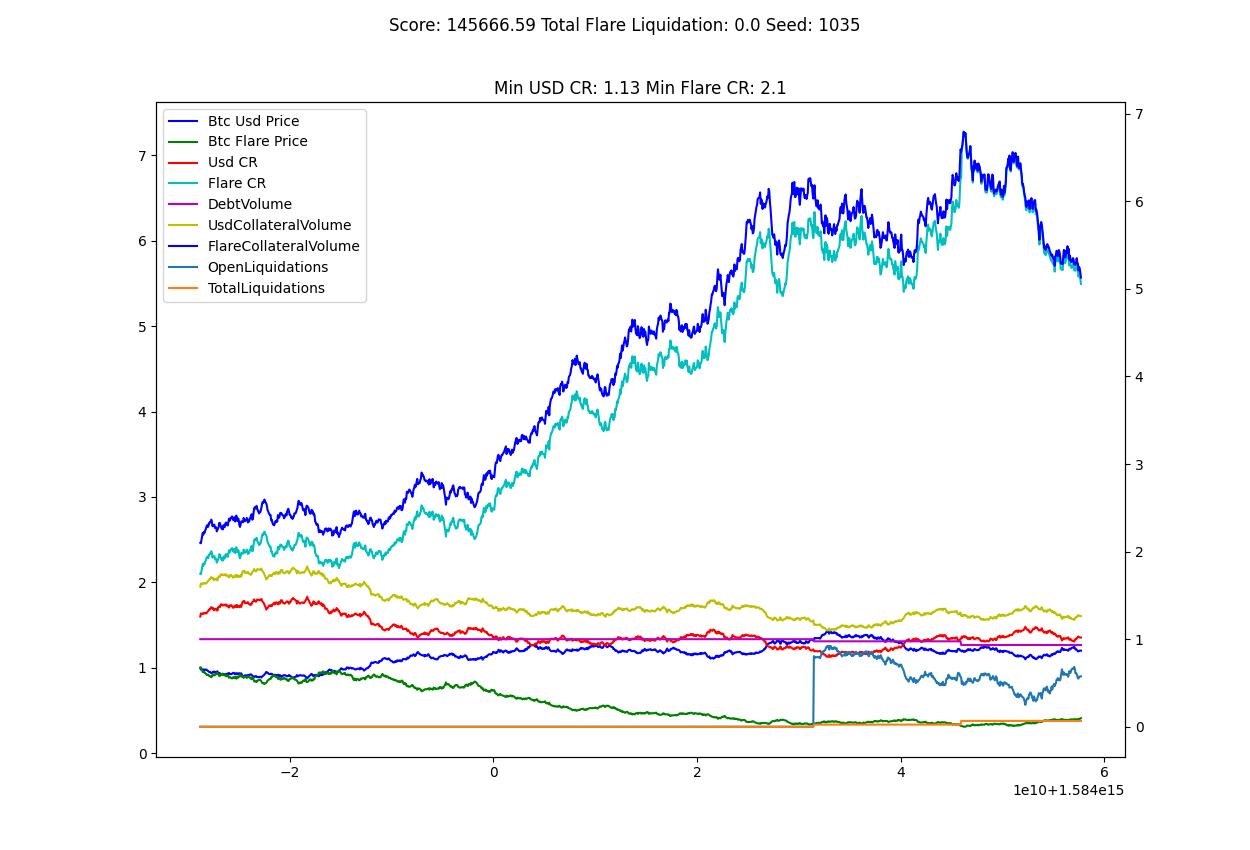 Score: 145666.59 Total Flare Liquidation: 0.0 Seed: 1035
Min USD CR: 1.13 Min Flare CR: 2.1
Btc Usd Price
Btc Flare Price
Usd CR
Flare CR
DebtVolume
UsdCollateralVolume
FlareCollateralVolume
OpenLiquidations
TotalLiquidations
7
6
5
4
3
2
1
0
7
6
5
4
3
2
1
0
−2
0
2
4
6
1e10+1.584e15